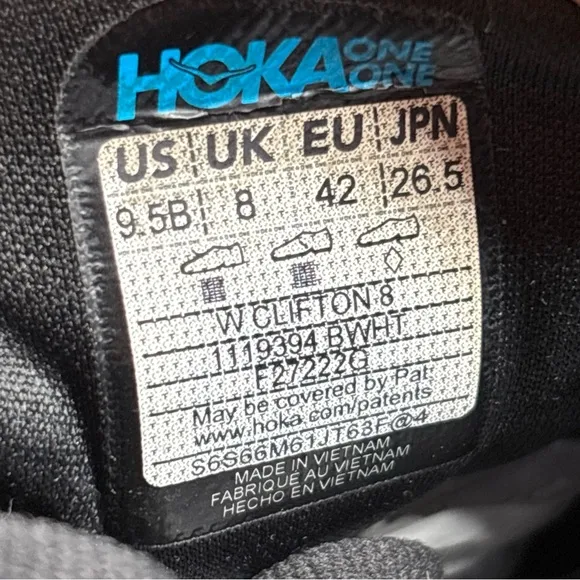 HOKA ONE ONE
US UK EU JPN
9.5B 8 42 26.5
W CLIFTON 8
1119394 BWHT
F27222G
May be covered by Pat.
www.hoka.com/patents
S6S66M61JT68F@4
MADE IN VIETNAM
FABRIQUE AU VIETNAM
HECHO EN VIETNAM